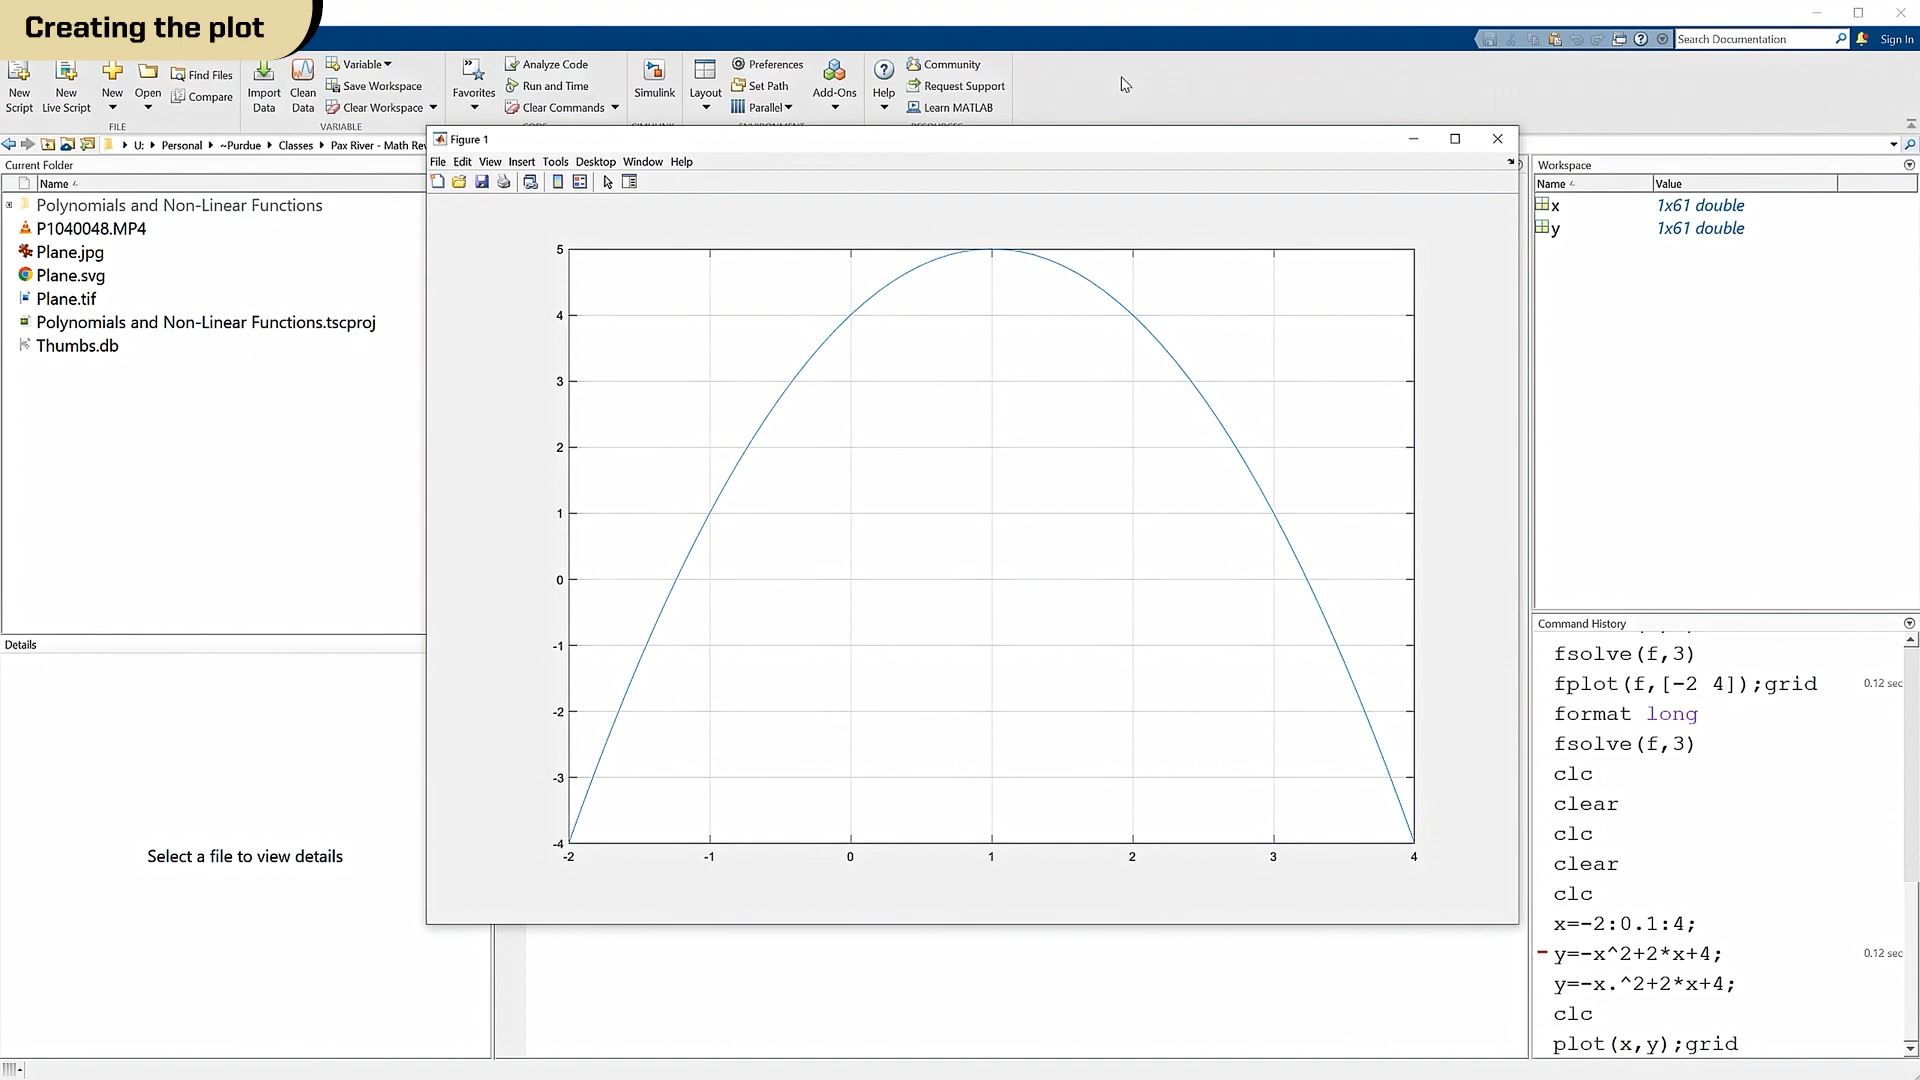 Creating the plot
Search Documentation
Sign In
New Script
New Live Script
New
Open
Find Files
Compare
Import Data
Clean Data
Variable
Save Workspace
Clear Workspace
Favorites
Analyze Code
Run and Time
Clear Commands
Simulink
Layout
Preferences
Set Path
Parallel
Add-Ons
Help
Community
Request Support
Learn MATLAB
FILE
VARIABLE
U: Personal ~Purdue Classes Pax River - Math Rev
Current Folder
Name
Polynomials and Non-Linear Functions
P1040048.MP4
Plane.jpg
Plane.svg
Plane.tif
Polynomials and Non-Linear Functions.tscproj
Thumbs.db
Details
Select a file to view details
Figure 1
File Edit View Insert Tools Desktop Window Help
5
4
3
2
1
0
-1
-2
-3
-4
-2 -1 0 1 2 3 4
Workspace
Name Value
x 1x61 double
y 1x61 double
Command History
fsolve(f,3)
fplot(f,[-2 4]);grid 0.12 sec
format long
fsolve(f,3)
clc
clear
clc
clear
clc
x=-2:0.1:4;
y=-x^2+2*x+4; 0.12 sec
y=-x.^2+2*x+4;
clc
plot(x,y);grid